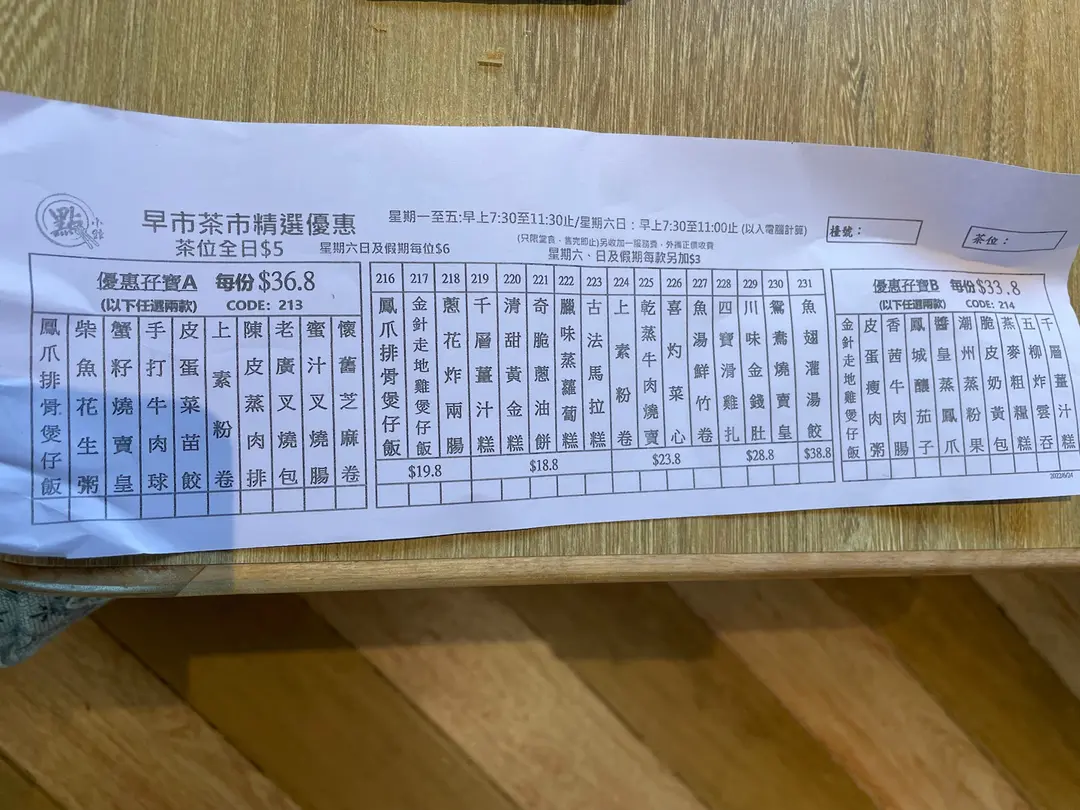 點
小
早市茶市精選優惠
茶位全日$5
星期六日及假期每位$6
星期一至五:早上7:30至11:30止/星期六日：早上7:30至11:00止 (以入電腦計算)
(只限堂食，售完即止)另收加一服務費，外賣正價收費
星期六、日及假期每款另加$3
檯號：
茶位：
優惠孖寶A 每份$36.8
(以下任選兩款) CODE: 213
鳳爪排骨煲仔飯
柴魚花生粥
蟹籽燒賣皇
手打牛肉球
皮蛋菜苗餃
上素粉卷
陳皮蒸肉排
老廣叉燒包
蜜汁叉燒腸
懷舊芝麻卷
216 217 218 219 220 221 222 223 224 225 226 227 228 229 230 231
鳳爪排骨煲仔飯
金針走地雞煲仔飯
蔥花炸兩腸
千層薑汁糕
清甜黃金糕
奇脆蔥油餅
臘味蒸蘿蔔糕
古法馬拉糕
上素粉卷
乾蒸牛肉燒賣
喜灼菜心
魚湯鮮竹卷
四寶滑雞扎
川味金錢肚
鴛鴦燒賣皇
魚翅灌湯餃
$19.8 $18.8 $23.8 $28.8 $38.8
優惠孖寶B 每份$33.8
(以下任選兩款) CODE: 214
金針走地雞煲仔飯
皮蛋瘦肉粥
香茜牛肉腸
鳳城釀茄子
醬皇蒸鳳爪
潮州蒸粉果
脆皮奶黃包
燕麥粗糧糕
五柳炸雲吞
千層薑汁糕
2022/6/24